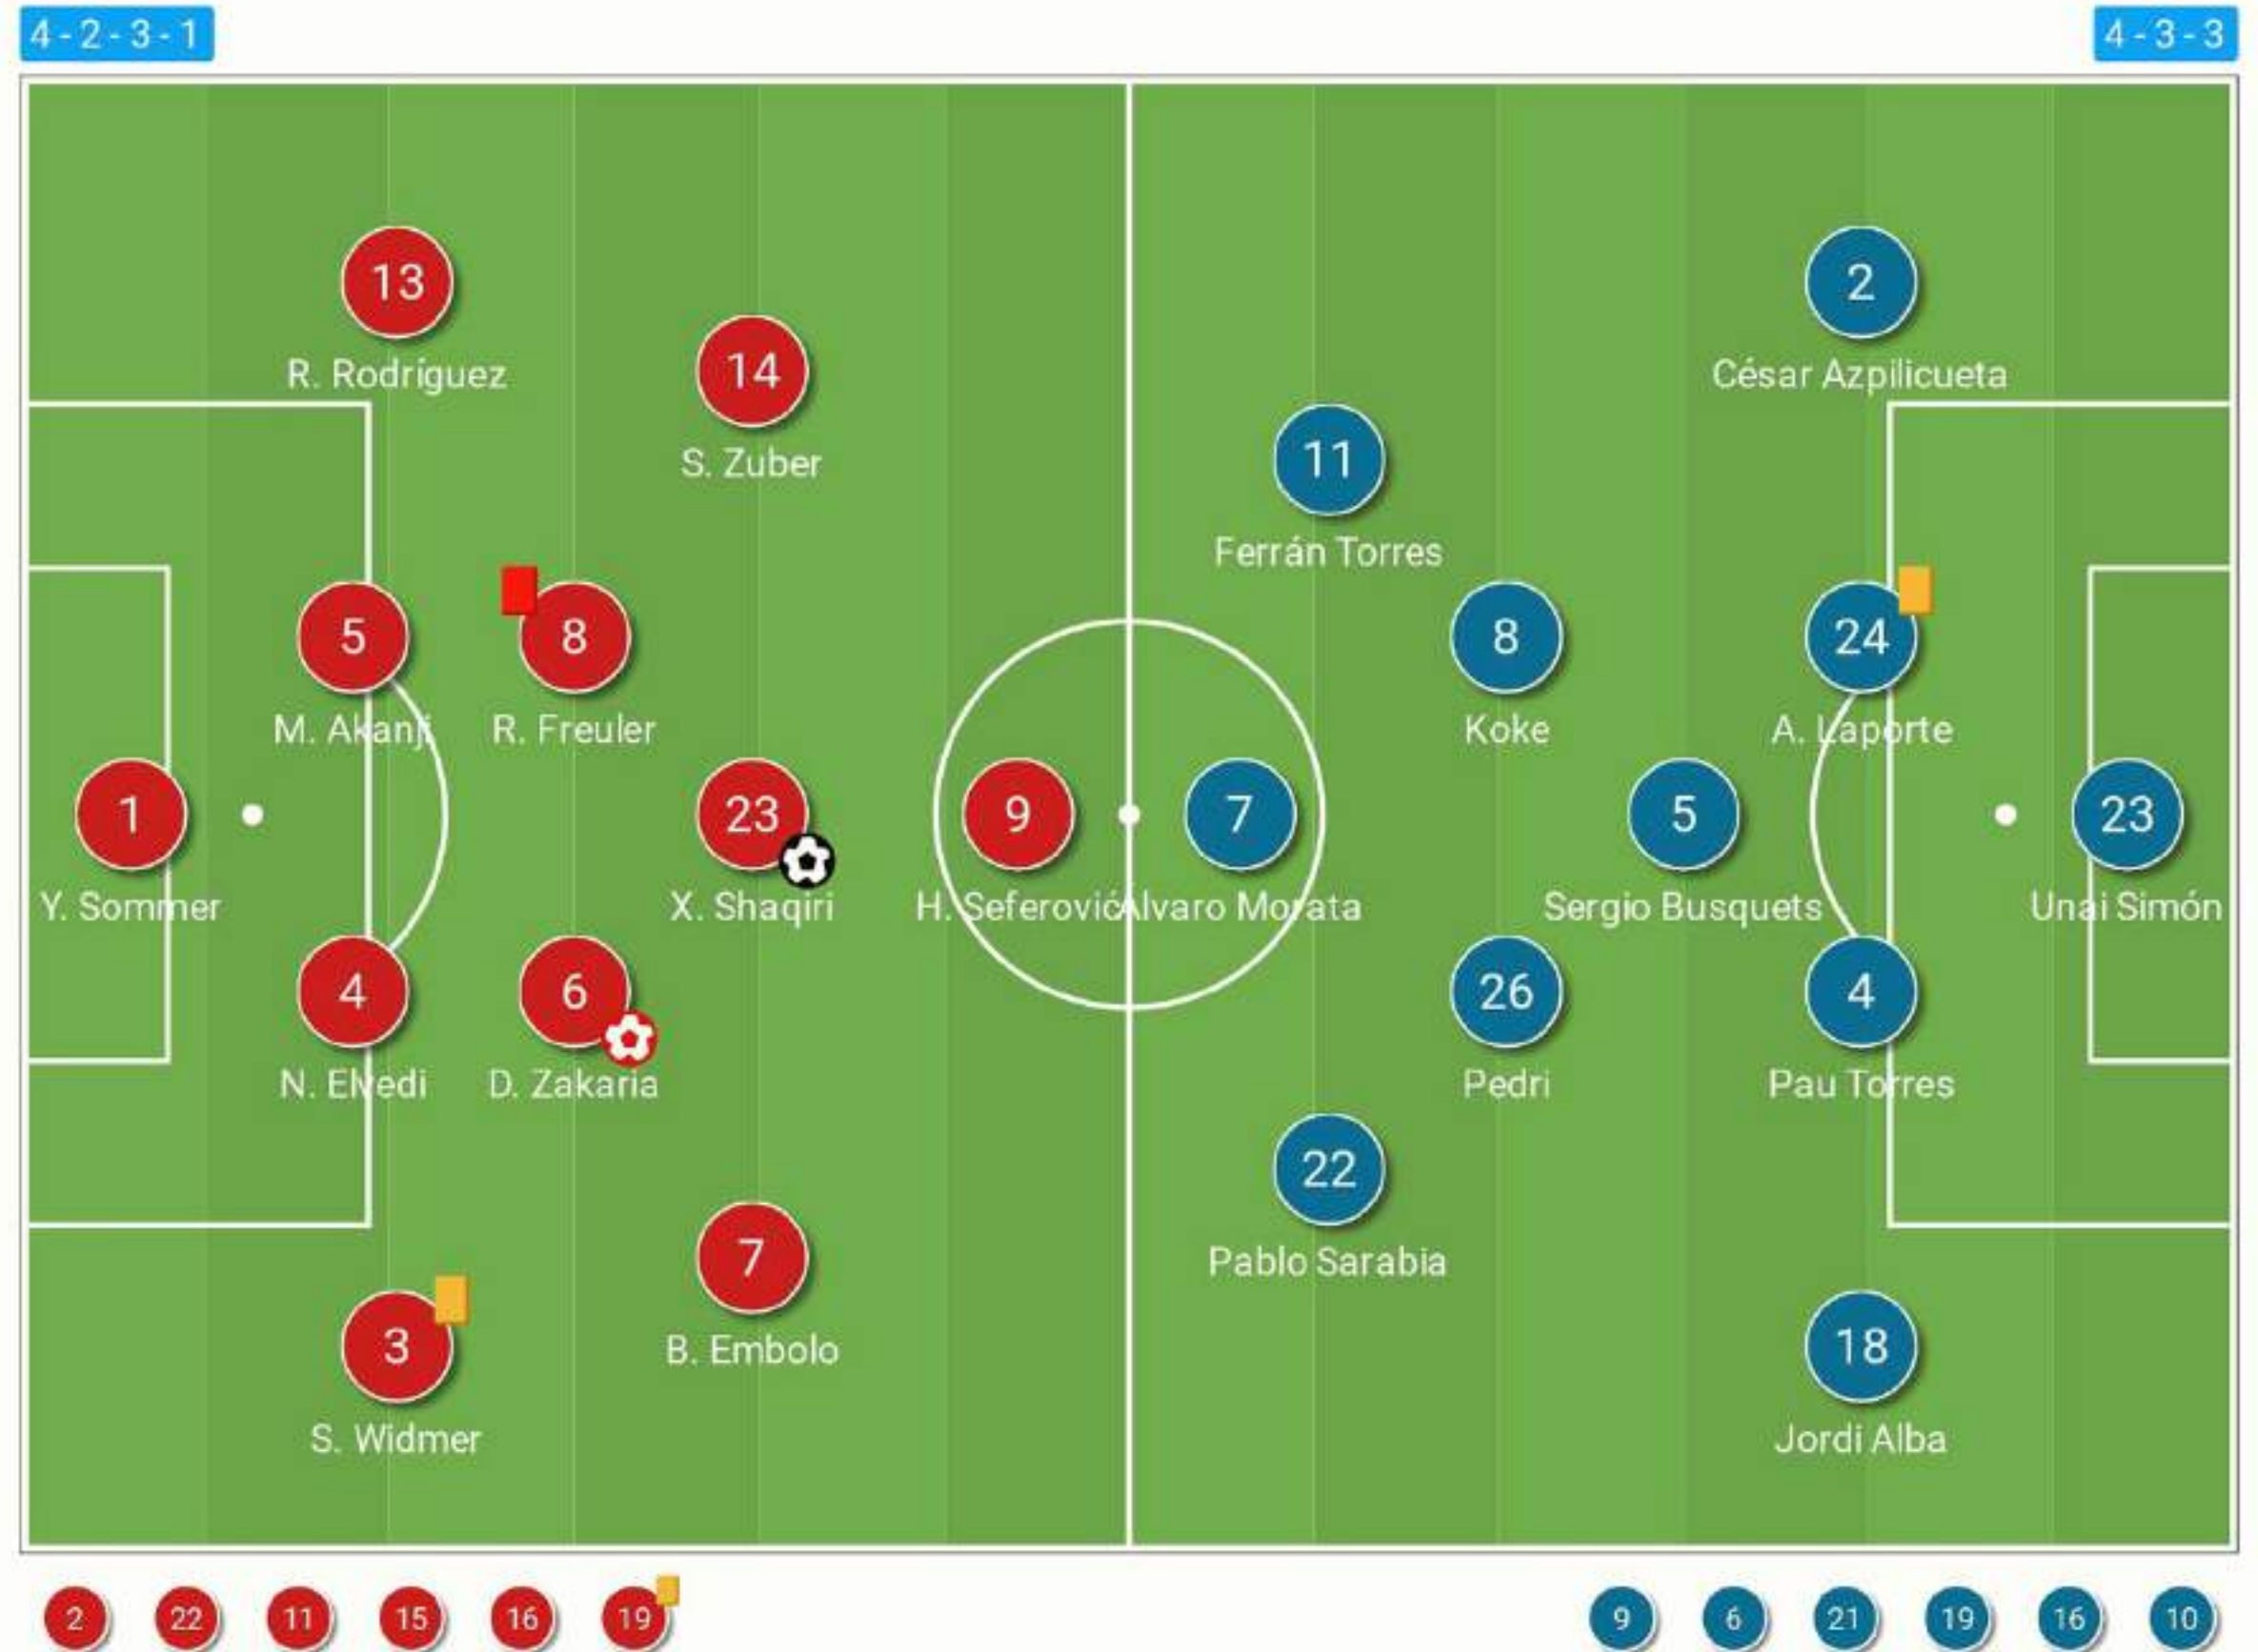 4 - 2 - 3 - 1
4 - 3 - 3
13
R. Rodríguez
2
César Azpilicueta
14
S. Zuber
11
Ferrán Torres
5
M. Akanji
8
R. Freuler
8
Koke
24
A. Laporte
1
Y. Sommer
23
X. Shaqiri
9
H. Seferović
7
Álvaro Morata
5
Sergio Busquets
23
Unai Simón
4
N. Elvedi
6
D. Zakaria
26
Pedri
4
Pau Torres
22
Pablo Sarabia
7
B. Embolo
3
S. Widmer
18
Jordi Alba
2 22 11 15 16 19
9 6 21 19 16 10